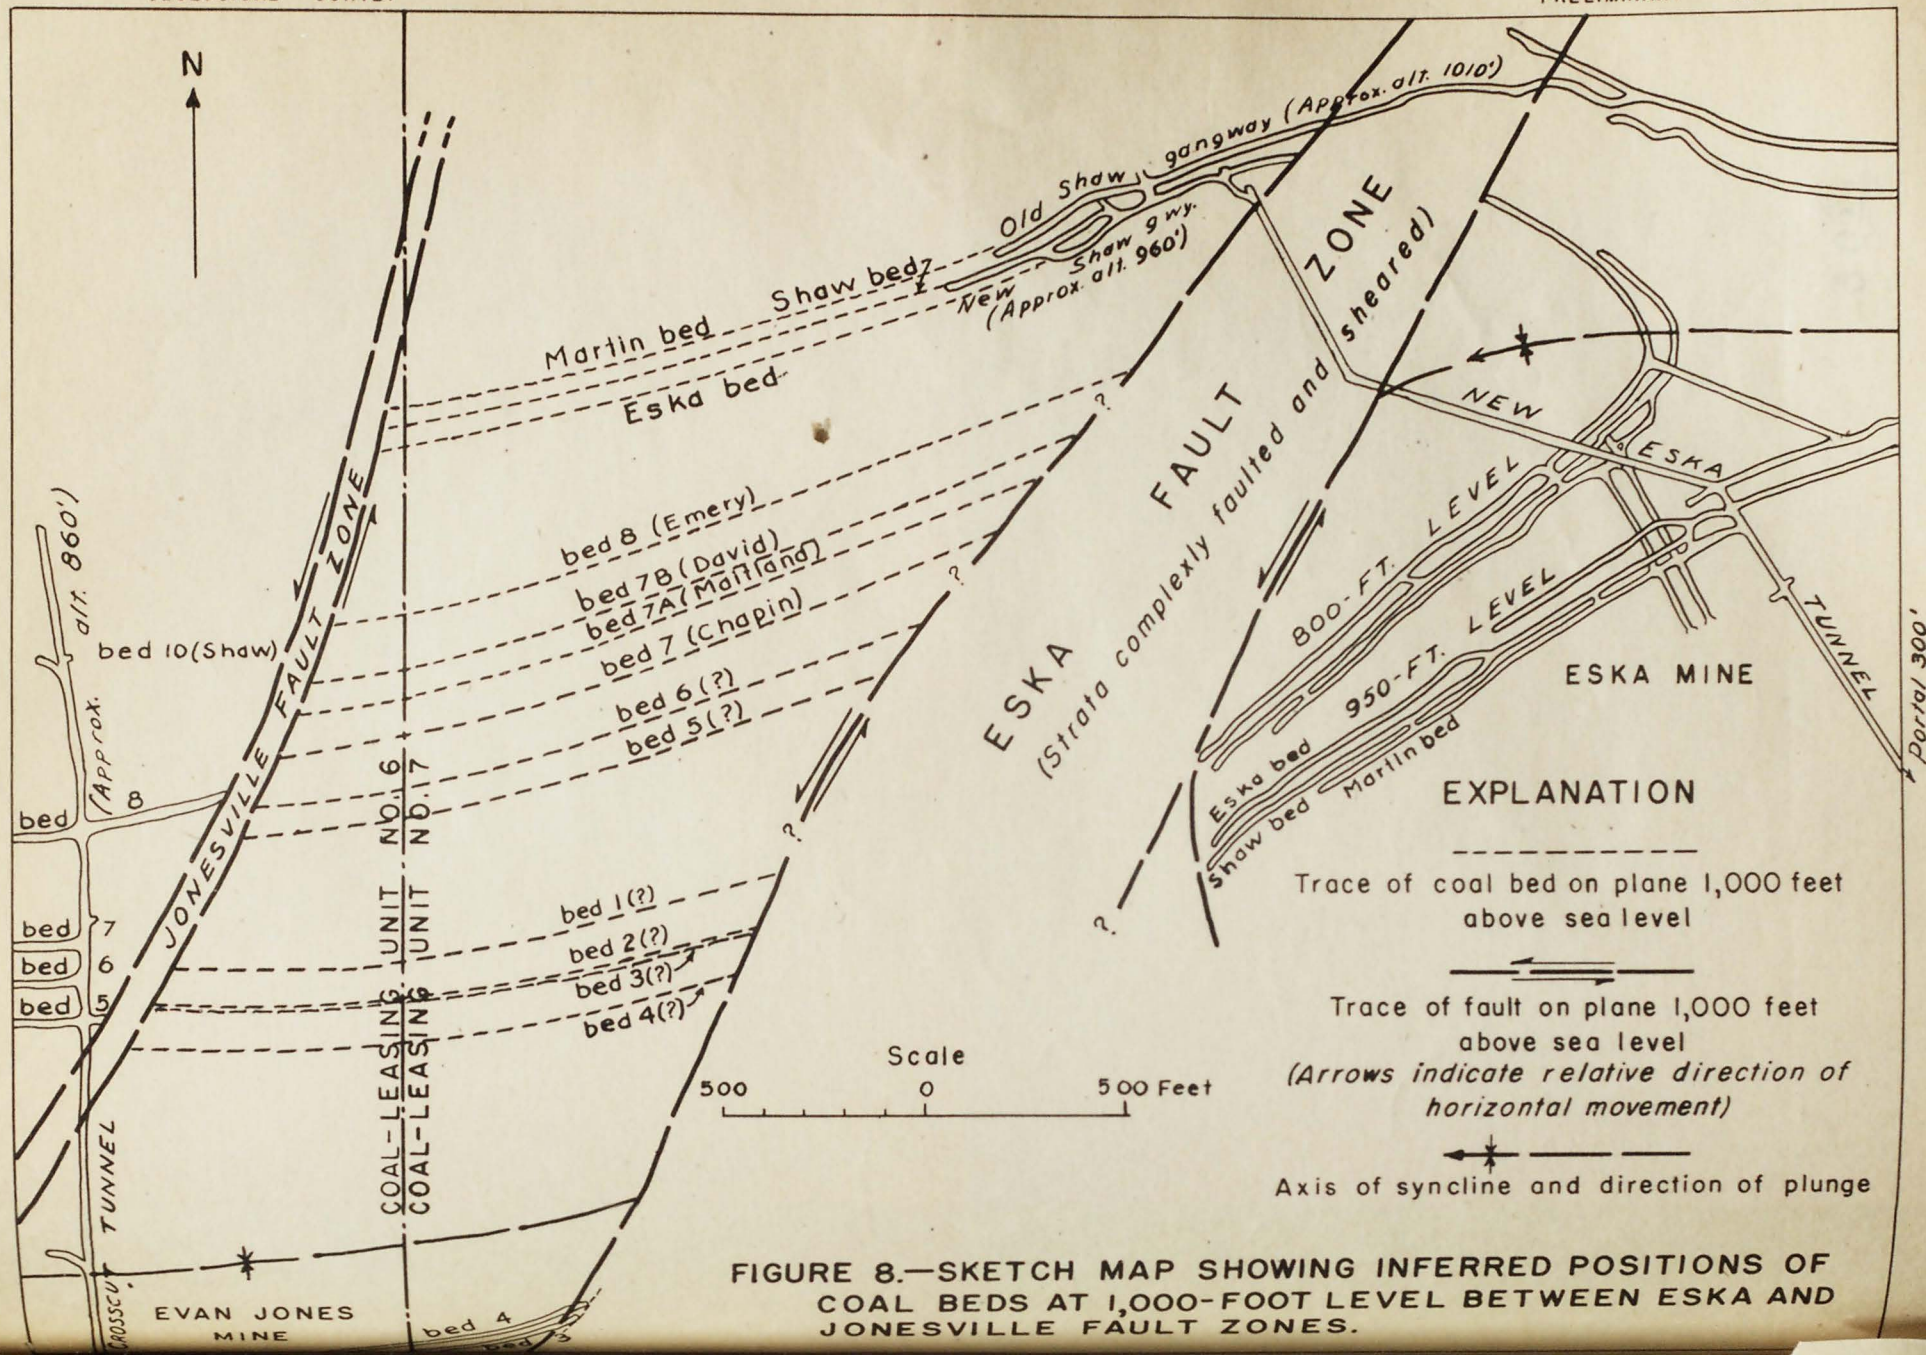 N
Old Shaw gangway (Approx. alt. 1010')
New Shaw gwy.
(Approx. alt. 960')
Shaw bed?
Martin bed
Eska bed
bed 8 (Emery)
bed 7B (David)
bed 7A (Maitland)
bed 7 (Chapin)
bed 6(?)
bed 5(?)
bed 1(?)
bed 2(?)
bed 3(?)
bed 4(?)
bed 10 (Shaw)
(Approx. alt. 860')
bed 8
bed 7
bed 6
bed 5
JONESVILLE FAULT ZONE
COAL-LEASING UNIT NO. 6
COAL-LEASING UNIT NO. 7
CROSSCUT TUNNEL
EVAN JONES
MINE
bed 4
bed 3
ESKA FAULT ZONE
(Strata complexly faulted and sheared)
?
?
?
?
NEW ESKA TUNNEL
Portal 300'
800-FT. LEVEL
950-FT. LEVEL
ESKA MINE
Eska bed
Shaw bed
Martin bed
Scale
500 0 500 Feet
EXPLANATION
Trace of coal bed on plane 1,000 feet
above sea level
Trace of fault on plane 1,000 feet
above sea level
(Arrows indicate relative direction of
horizontal movement)
Axis of syncline and direction of plunge
FIGURE 8.—SKETCH MAP SHOWING INFERRED POSITIONS OF
COAL BEDS AT 1,000-FOOT LEVEL BETWEEN ESKA AND
JONESVILLE FAULT ZONES.